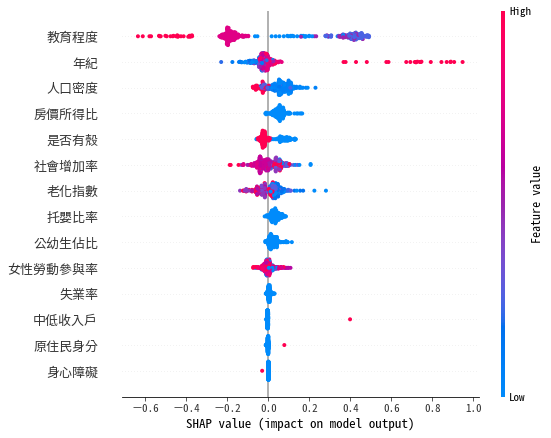 High
教育程度
年紀
人口密度
房價所得比
是否有殼
社會增加率
老化指數
托嬰比率
公幼生佔比
女性勞動參與率
失業率
中低收入戶
原住民身分
身心障礙
Feature value
Low
−0.6 −0.4 −0.2 0.0 0.2 0.4 0.6 0.8 1.0
SHAP value (impact on model output)